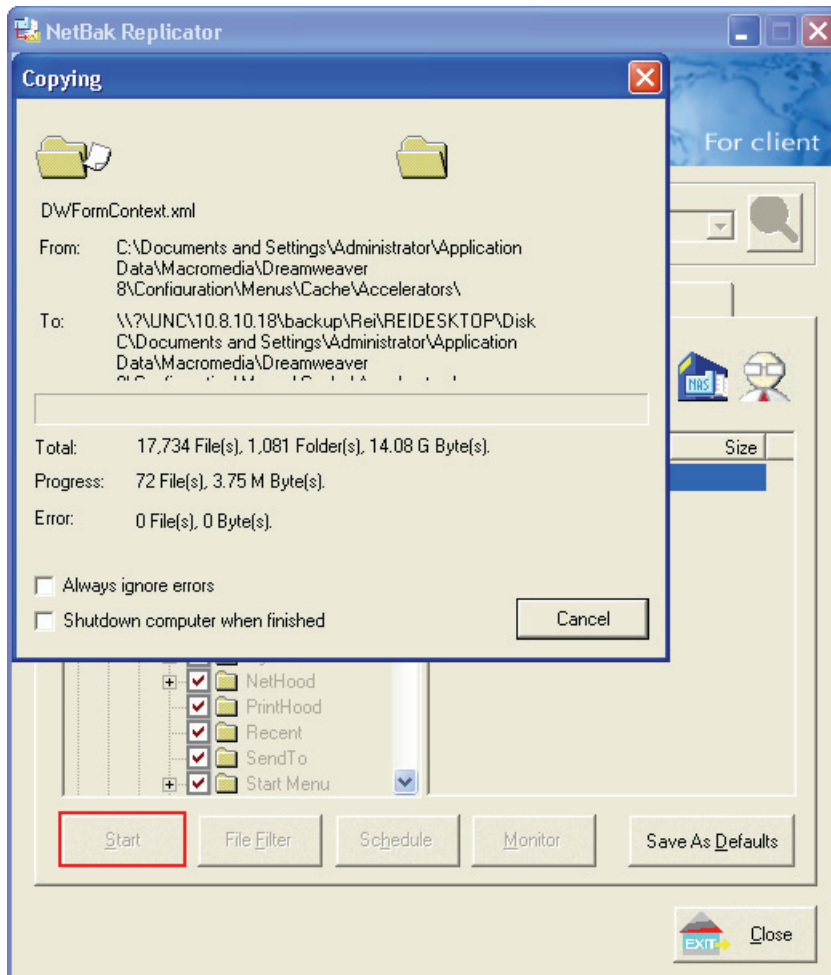 NetBak Replicator
Copying
For client
DWFormContext.xml
From: C:\Documents and Settings\Administrator\Application
Data\Macromedia\Dreamweaver
8\Configuration\Menus\Cache\Accelerators\
To: \\?\UNC\10.8.10.18\backup\Rei\REIDESKTOP\Disk
C\Documents and Settings\Administrator\Application
Data\Macromedia\Dreamweaver
NAS
Size
Total: 17,734 File(s), 1,081 Folder(s), 14.08 G Byte(s).
Progress: 72 File(s), 3.75 M Byte(s).
Error: 0 File(s), 0 Byte(s).
Always ignore errors
Shutdown computer when finished
Cancel
NetHood
PrintHood
Recent
SendTo
Start Menu
Start
File Filter
Schedule
Monitor
Save As Defaults
EXIT
Close